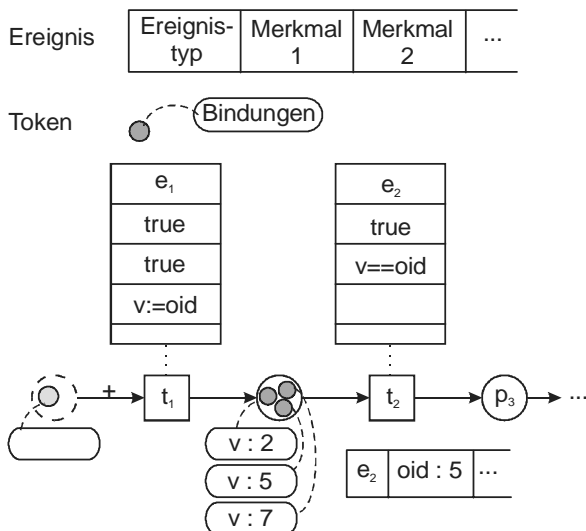 Ereignis
Ereignis-
typ
Merkmal
1
Merkmal
2
...
Token
Bindungen
e1
true
true
v:=oid
e2
true
v==oid
+
t1
t2
p3
...
v : 2
v : 5
v : 7
e2
oid : 5
...